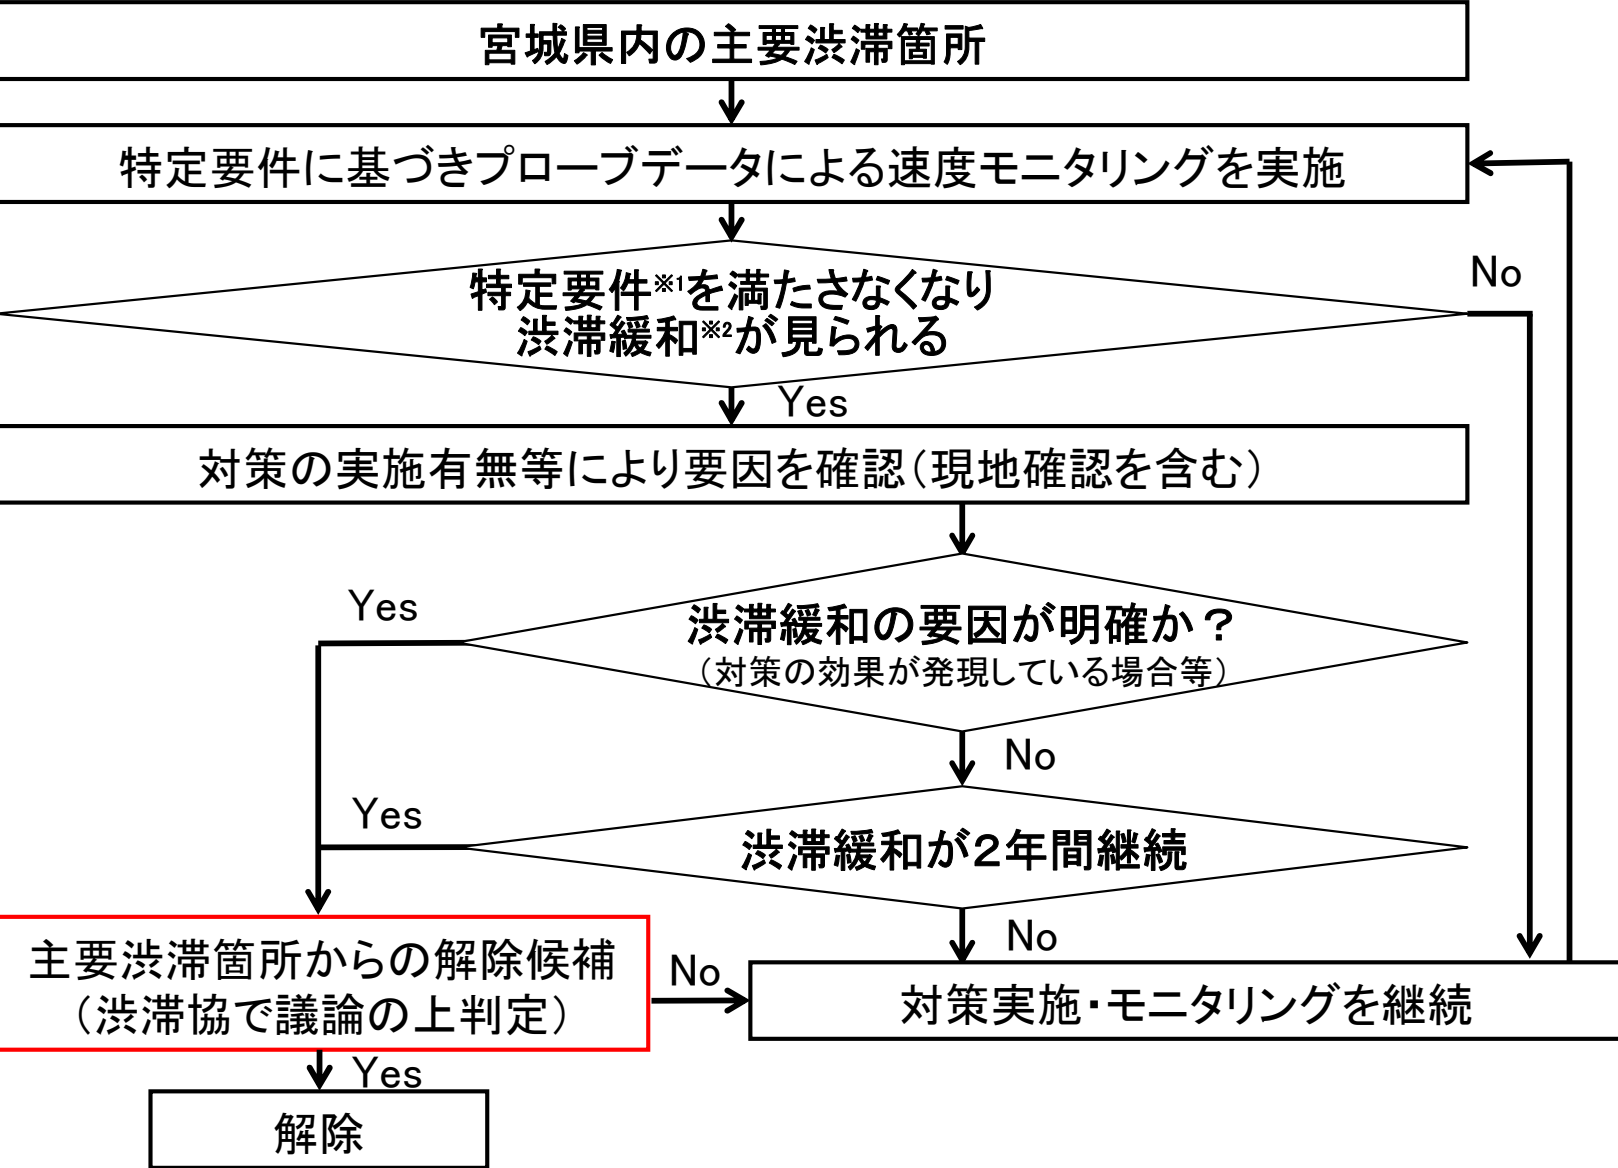 宮城県内の主要渋滞箇所
特定要件に基づきプローブデータによる速度モニタリングを実施
特定要件※1を満たさなくなり
渋滞緩和※2が見られる
No
Yes
対策の実施有無等により要因を確認（現地確認を含む）
渋滞緩和の要因が明確か？
（対策の効果が発現している場合等）
Yes
No
渋滞緩和が2年間継続
Yes
No
主要渋滞箇所からの解除候補
（渋滞協で議論の上判定）
No
対策実施・モニタリングを継続
Yes
解除